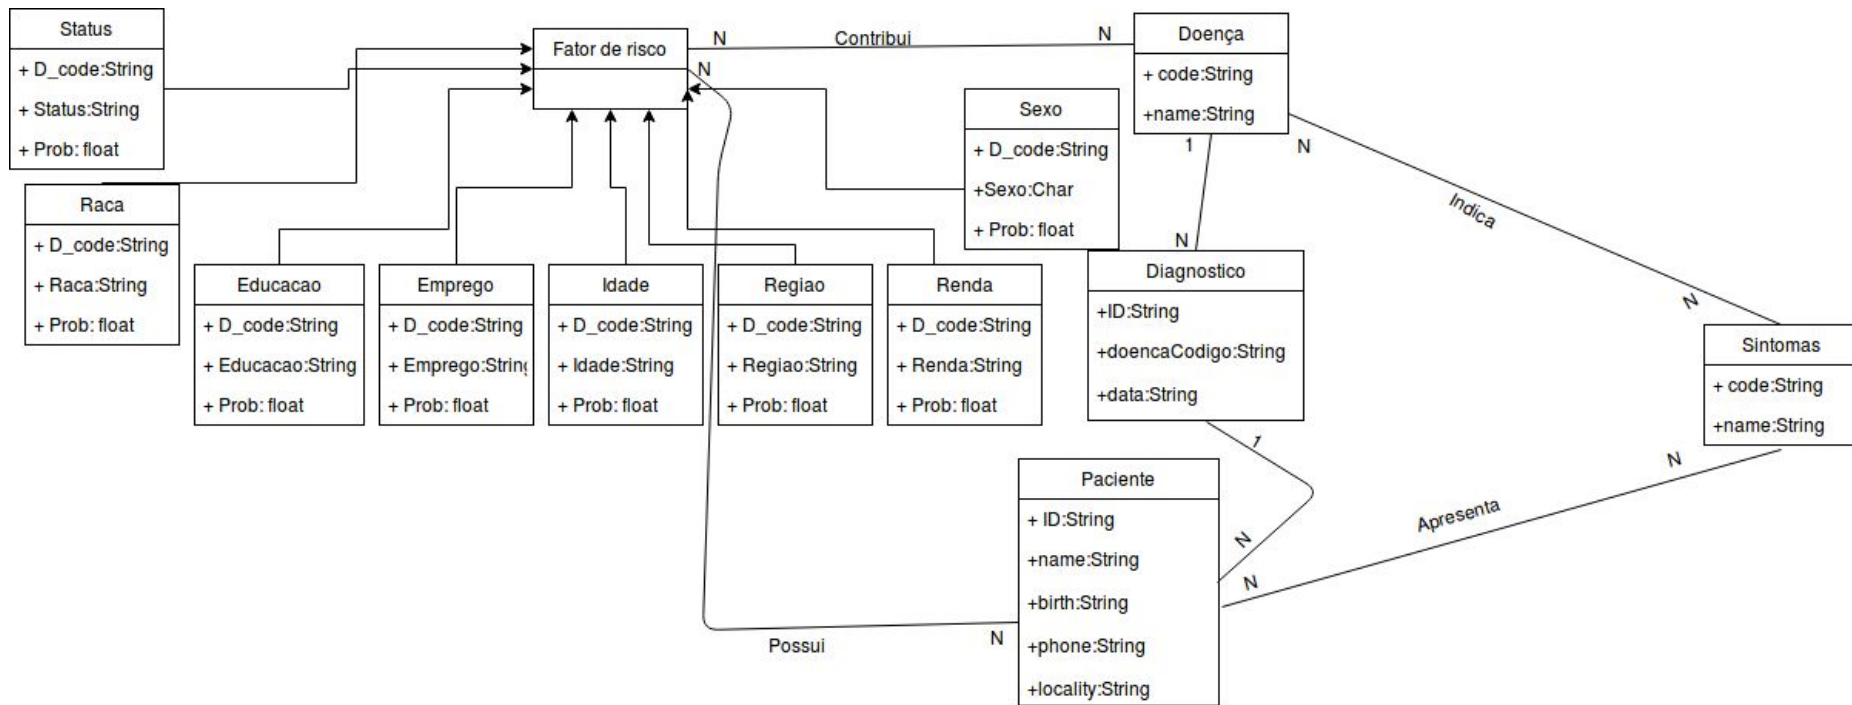 Status
+ D_code:String
+ Status:String
+ Prob: float
Raca
+ D_code:String
+ Raca:String
+ Prob: float
Fator de risco
N
Contribui
N
N
Doença
+ code:String
+name:String
1
N
Sexo
+ D_code:String
+Sexo:Char
+ Prob: float
Indica
N
N
Educacao
+ D_code:String
+ Educacao:String
+ Prob: float
Emprego
+ D_code:String
+ Emprego:String
+ Prob: float
Idade
+ D_code:String
+ Idade:String
+ Prob: float
Regiao
+ D_code:String
+ Regiao:String
+ Prob: float
Renda
+ D_code:String
+ Renda:String
+ Prob: float
Diagnostico
+ID:String
+doencaCodigo:String
+data:String
Sintomas
+ code:String
+name:String
1
N
N
Apresenta
N
Paciente
+ ID:String
+name:String
+birth:String
+phone:String
+locality:String
Possui
N